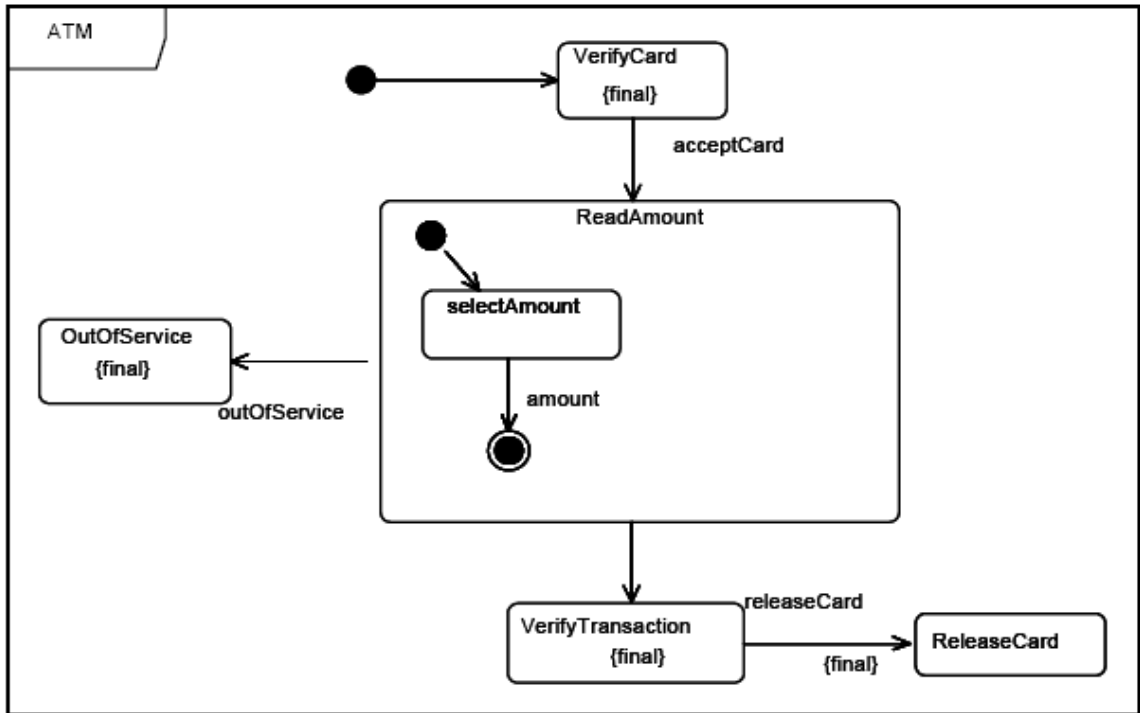 ATM
VerifyCard
{final}
acceptCard
ReadAmount
selectAmount
OutOfService
{final}
outOfService
amount
VerifyTransaction
{final}
releaseCard
{final}
ReleaseCard